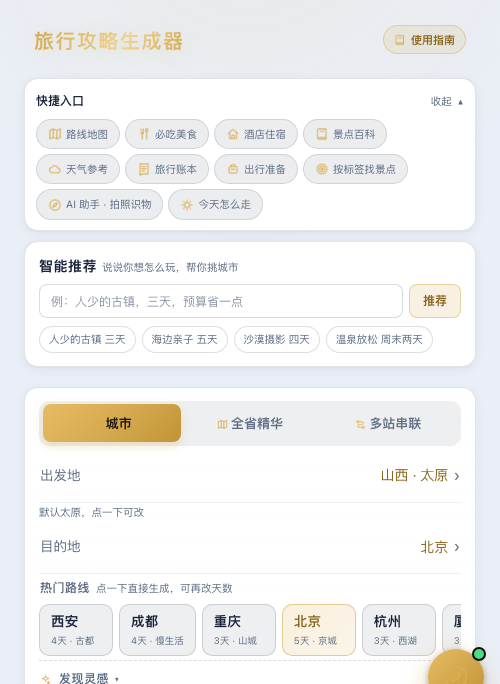 旅行攻略生成器
使用指南
快捷入口
收起 ▲
路线地图 必吃美食 酒店住宿 景点百科
天气参考 旅行账本 出行准备 按标签找景点
AI 助手 · 拍照识物 今天怎么走
智能推荐 说说你想怎么玩，帮你挑城市
例：人少的古镇，三天，预算省一点
推荐
人少的古镇 三天 海边亲子 五天 沙漠摄影 四天 温泉放松 周末两天
城市 全省精华 多站串联
出发地 山西 · 太原 ›
默认太原，点一下可改
目的地 北京 ›
热门路线 点一下直接生成，可再改天数
西安 成都 重庆 北京 杭州
4天 · 古都 4天 · 慢生活 3天 · 山城 5天 · 京城 3天 · 西湖 3
发现灵感 ▾